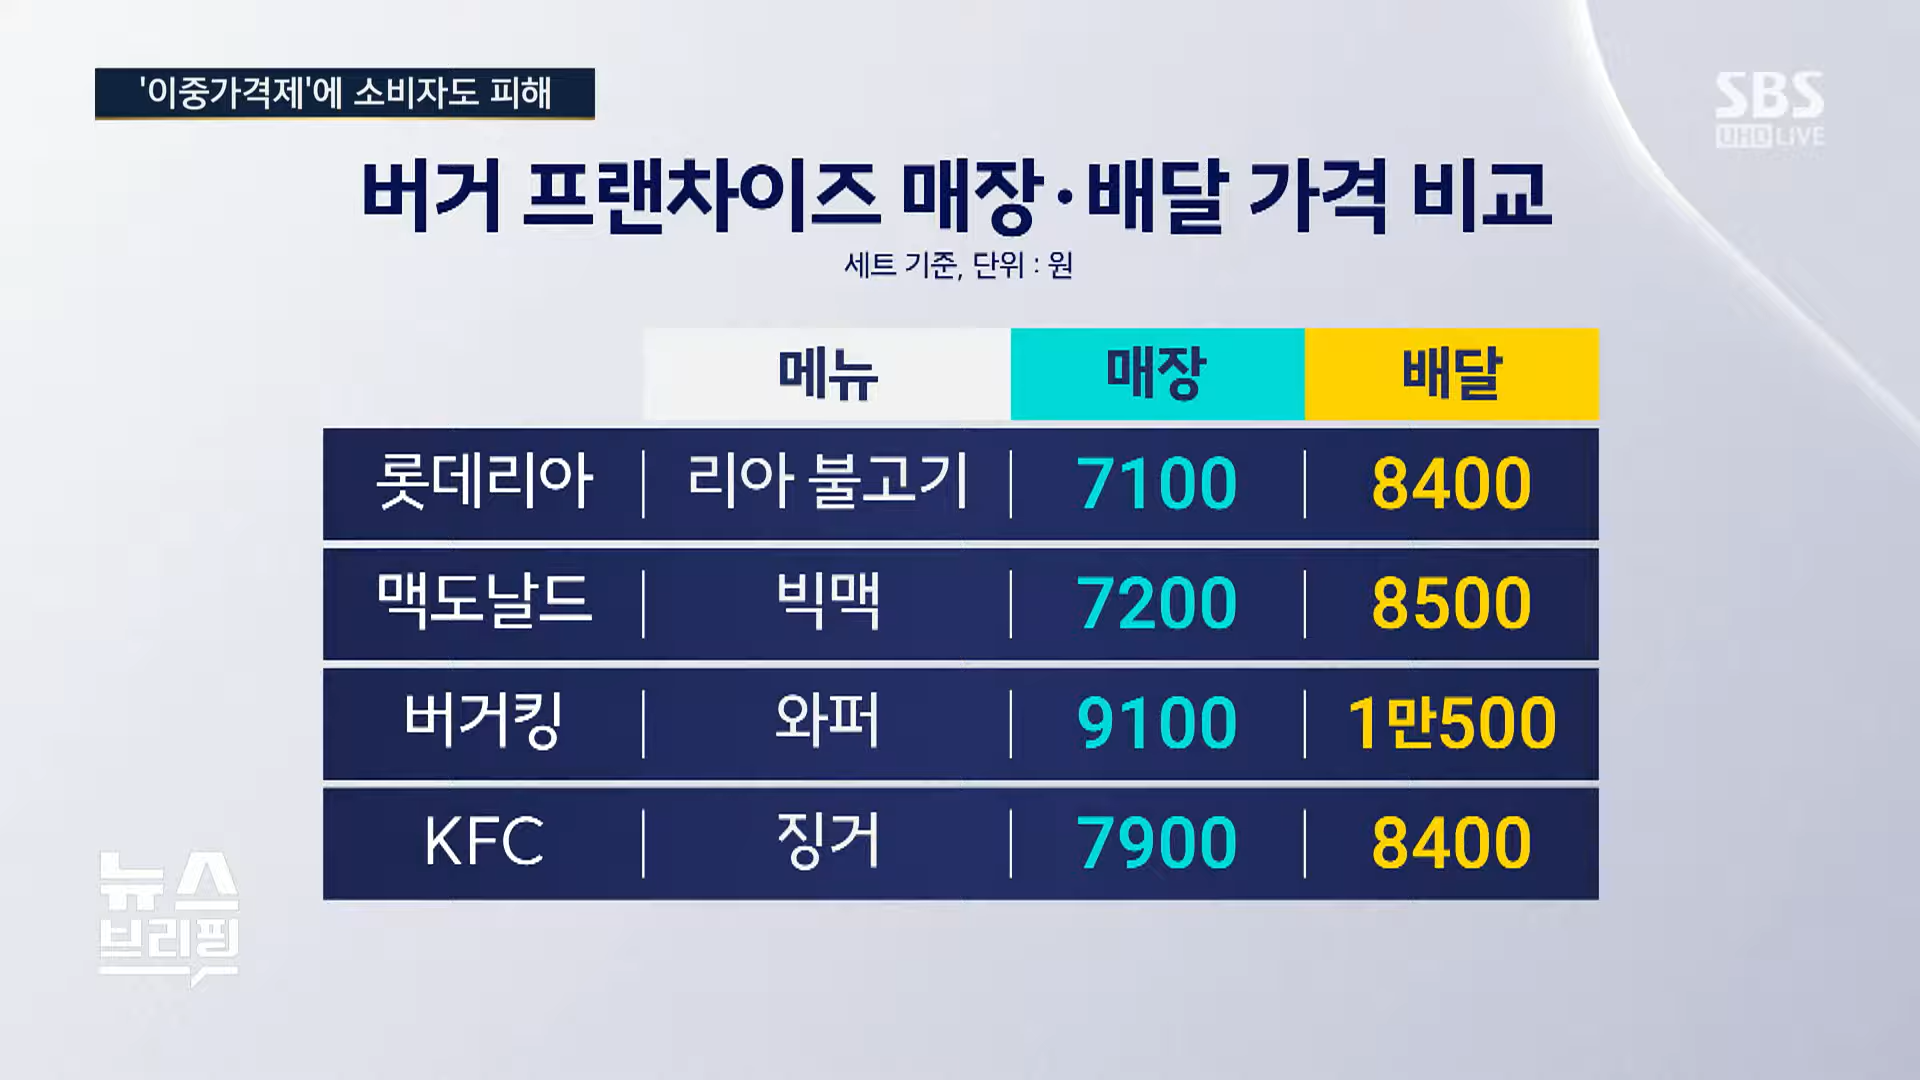 '이중가격제'에 소비자도 피해
SBS
UHD LIVE
버거 프랜차이즈 매장·배달 가격 비교
세트 기준, 단위 : 원
메뉴 매장 배달
롯데리아 리아 불고기 7100 8400
맥도날드 빅맥 7200 8500
버거킹 와퍼 9100 1만500
KFC 징거 7900 8400
뉴스
브리핑